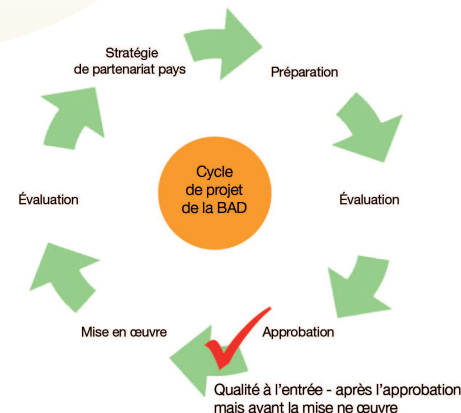 Stratégie
de partenariat pays
Préparation
Cycle
de projet
de la BAD
Évaluation
Évaluation
Mise en œuvre
Approbation
Qualité à l'entrée - après l'approbation
mais avant la mise ne œuvre